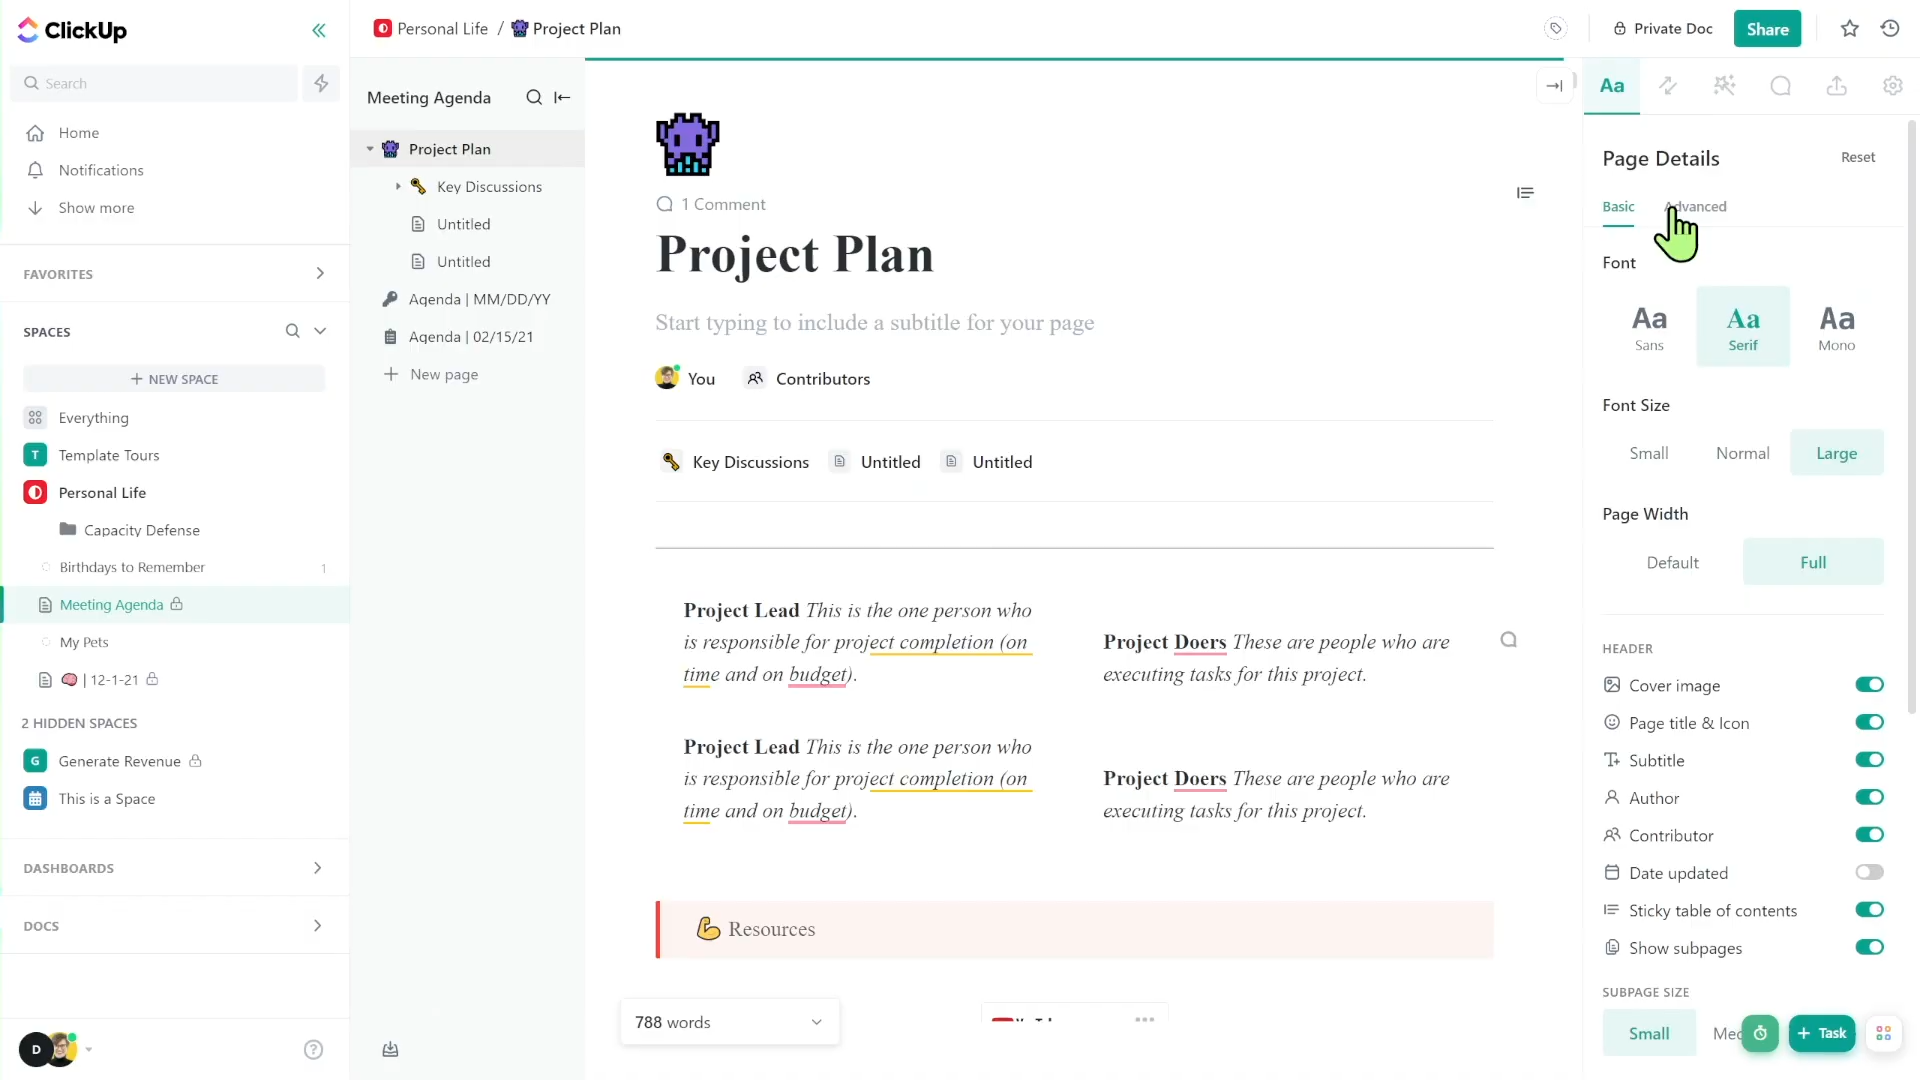 ClickUp
Search
Home
Notifications
Show more
FAVORITES
SPACES
+ NEW SPACE
Everything
T Template Tours
Personal Life
Capacity Defense
Birthdays to Remember 1
Meeting Agenda
My Pets
| 12-1-21
2 HIDDEN SPACES
G Generate Revenue
This is a Space
DASHBOARDS
DOCS
D
Personal Life / Project Plan
Private Doc
Share
Meeting Agenda
Project Plan
Key Discussions
Untitled
Untitled
Agenda | MM/DD/YY
Agenda | 02/15/21
New page
1 Comment
Project Plan
Start typing to include a subtitle for your page
You Contributors
Key Discussions Untitled Untitled
Project Lead This is the one person who
is responsible for project completion (on
time and on budget).
Project Doers These are people who are
executing tasks for this project.
Project Lead This is the one person who
is responsible for project completion (on
time and on budget).
Project Doers These are people who are
executing tasks for this project.
Resources
788 words
Aa
Page Details
Reset
Basic
Advanced
Font
Aa Aa Aa
Sans Serif Mono
Font Size
Small Normal Large
Page Width
Default Full
HEADER
Cover image
Page title & Icon
Subtitle
Author
Contributor
Date updated
Sticky table of contents
Show subpages
SUBPAGE SIZE
Small
+ Task